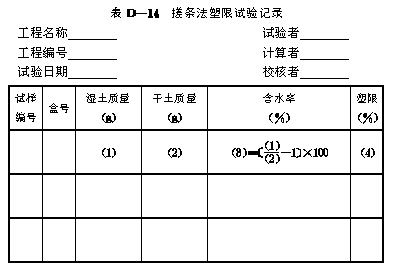 表 D—14 搓条法塑限试验记录
工程名称________ 试验者________
工程编号________ 计算者________
试验日期________ 校核者________
试样编号 盒号 湿土质量(g) 干土质量(g) 含水率(%) 塑限(%)
(1) (2) (3)=[(1)/(2)-1]×100 (4)